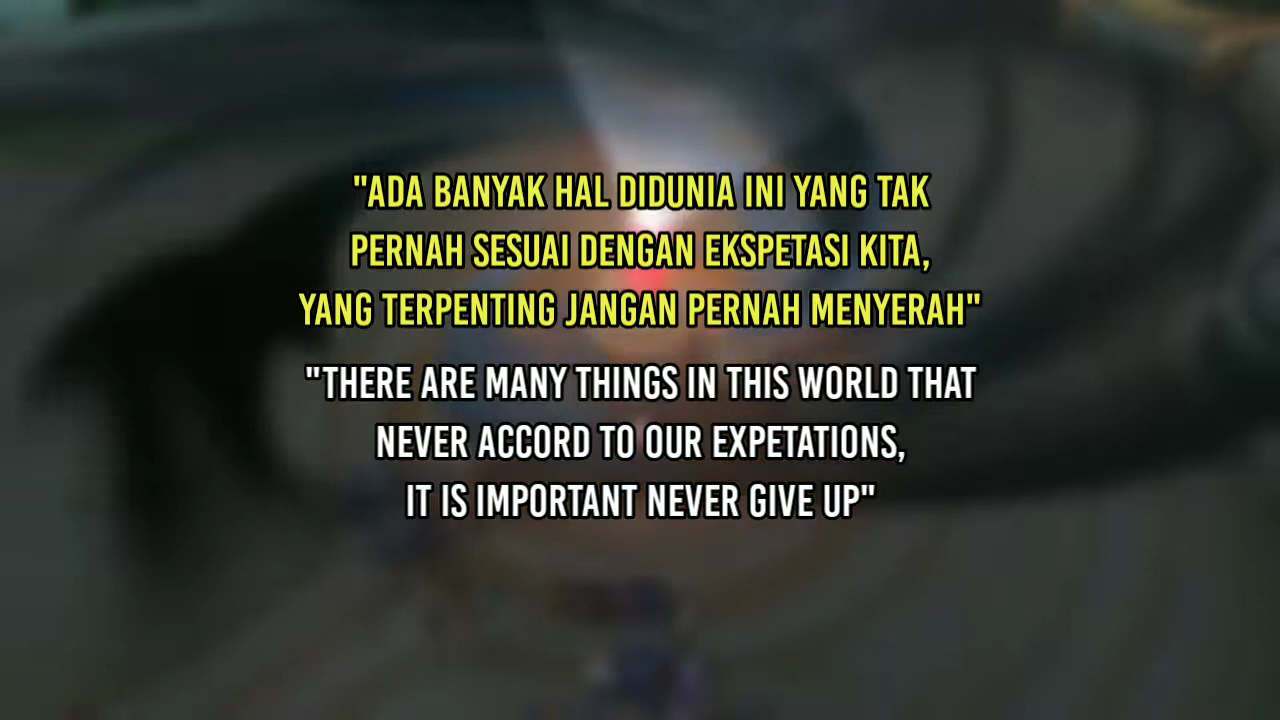 "ADA BANYAK HAL DIDUNIA INI YANG TAK
PERNAH SESUAI DENGAN EKSPETASI KITA,
YANG TERPENTING JANGAN PERNAH MENYERAH"
"THERE ARE MANY THINGS IN THIS WORLD THAT
NEVER ACCORD TO OUR EXPETATIONS,
IT IS IMPORTANT NEVER GIVE UP"